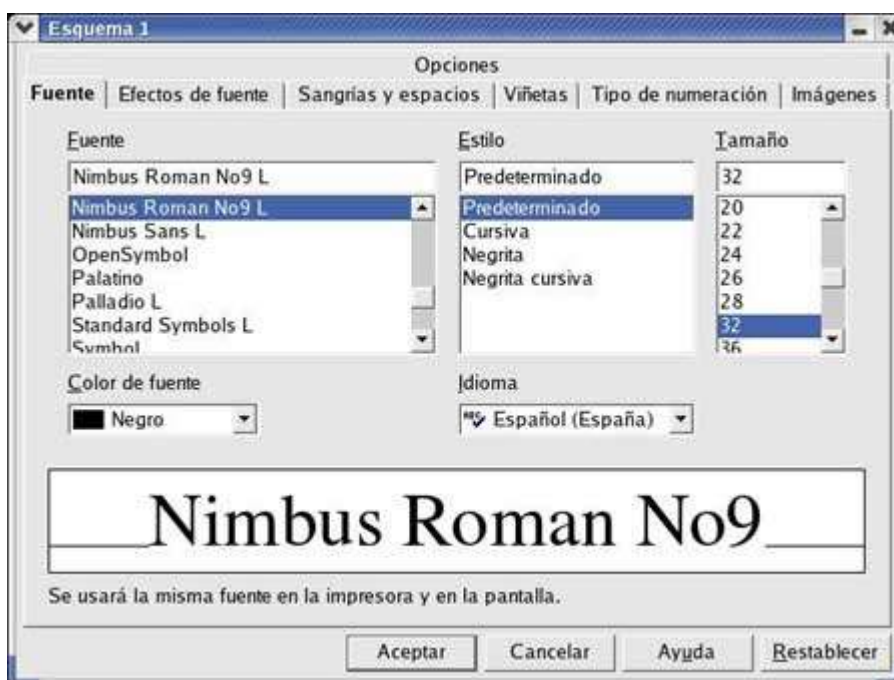 Esquema 1
Opciones
Fuente Efectos de fuente Sangrías y espacios Viñetas Tipo de numeración Imágenes
Fuente Estilo Tamaño
Nimbus Roman No9 L Predeterminado 32
Nimbus Roman No9 L Predeterminado 20
Nimbus Sans L Cursiva 22
OpenSymbol Negrita 24
Palatino Negrita cursiva 26
Palladio L 28
Standard Symbols L 32
Symbol 36
Color de fuente Idioma
Negro Español (España)
Nimbus Roman No9
Se usará la misma fuente en la impresora y en la pantalla.
Aceptar Cancelar Ayuda Restablecer